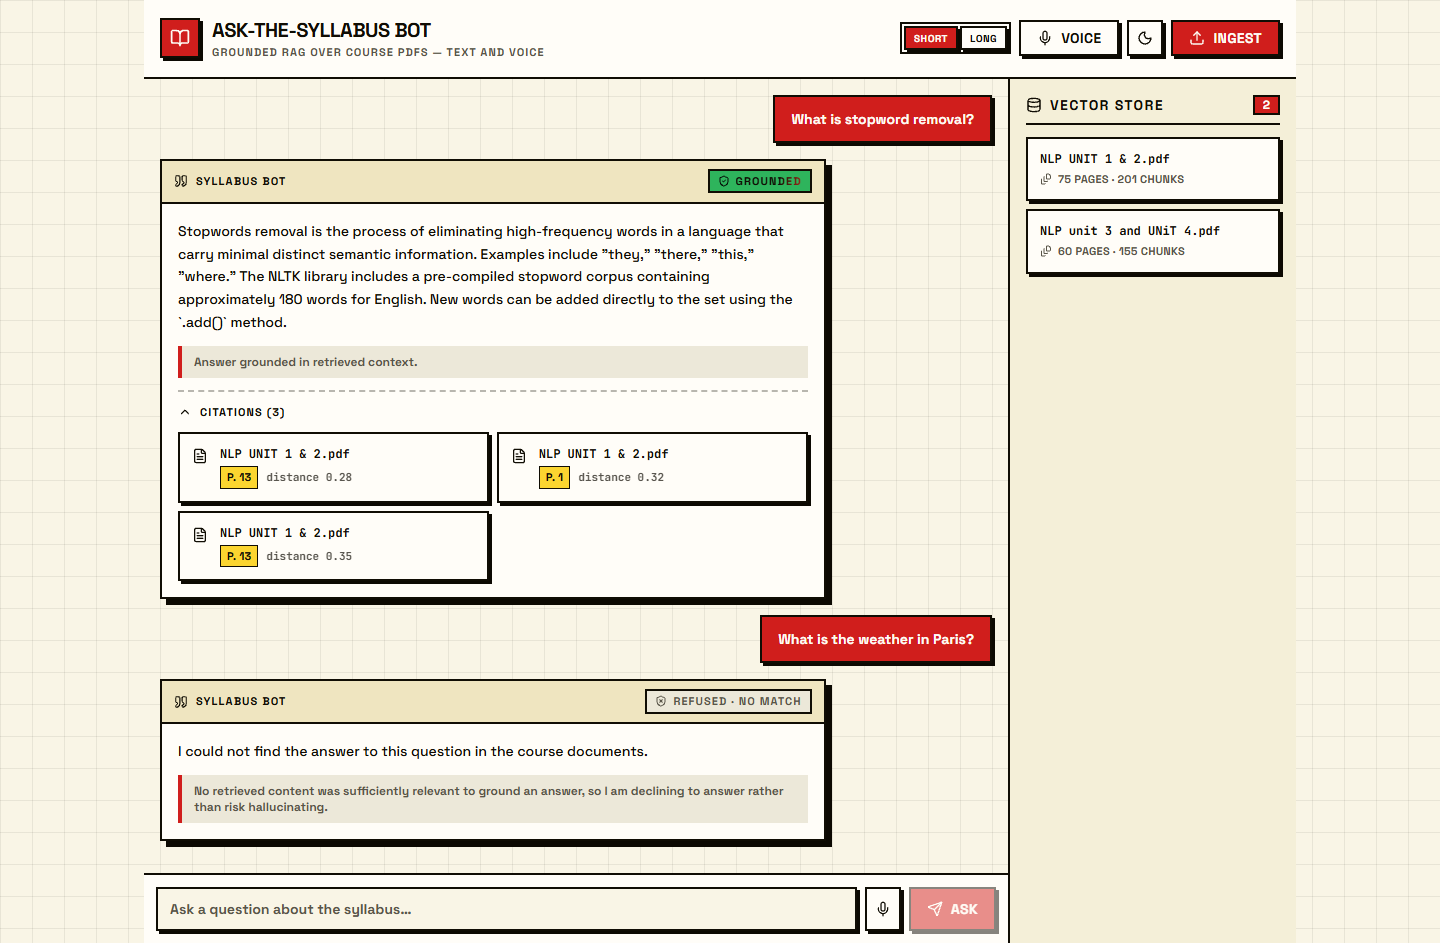 ASK-THE-SYLLABUS BOT
GROUNDED RAG OVER COURSE PDFS — TEXT AND VOICE
SHORT
LONG
VOICE
INGEST
What is stopword removal?
SYLLABUS BOT
GROUNDED
Stopwords removal is the process of eliminating high-frequency words in a language that
carry minimal distinct semantic information. Examples include ”they,” ”there,” ”this,”
”where.” The NLTK library includes a pre-compiled stopword corpus containing
approximately 180 words for English. New words can be added directly to the set using the
`.add()` method.
Answer grounded in retrieved context.
CITATIONS (3)
NLP UNIT 1 & 2.pdf
P. 13 distance 0.28
NLP UNIT 1 & 2.pdf
P. 1 distance 0.32
NLP UNIT 1 & 2.pdf
P. 13 distance 0.35
What is the weather in Paris?
SYLLABUS BOT
REFUSED · NO MATCH
I could not find the answer to this question in the course documents.
No retrieved content was sufficiently relevant to ground an answer, so I am declining to answer rather
than risk hallucinating.
Ask a question about the syllabus...
ASK
VECTOR STORE
2
NLP UNIT 1 & 2.pdf
75 PAGES · 201 CHUNKS
NLP unit 3 and UNiT 4.pdf
60 PAGES · 155 CHUNKS